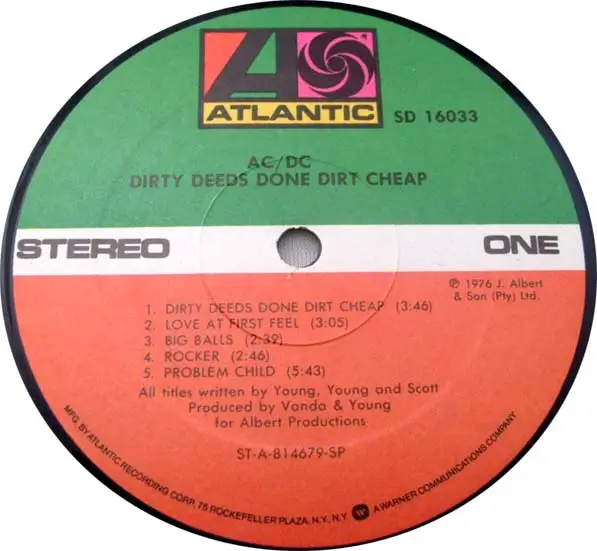 ATLANTIC
SD 16033
AC/DC
DIRTY DEEDS DONE DIRT CHEAP
STEREO
ONE
℗ 1976 J. Albert
& Son (Pty) Ltd.
1. DIRTY DEEDS DONE DIRT CHEAP (3:46)
2. LOVE AT FIRST FEEL (3:05)
3. BIG BALLS (2:39)
4. ROCKER (2:46)
5. PROBLEM CHILD (5:43)
All titles written by Young, Young and Scott
Produced by Vanda & Young
for Albert Productions
ST-A-814679-SP
MFG. BY ATLANTIC RECORDING CORP. 75 ROCKEFELLER PLAZA, N.Y. N.Y. A WARNER COMMUNICATIONS COMPANY